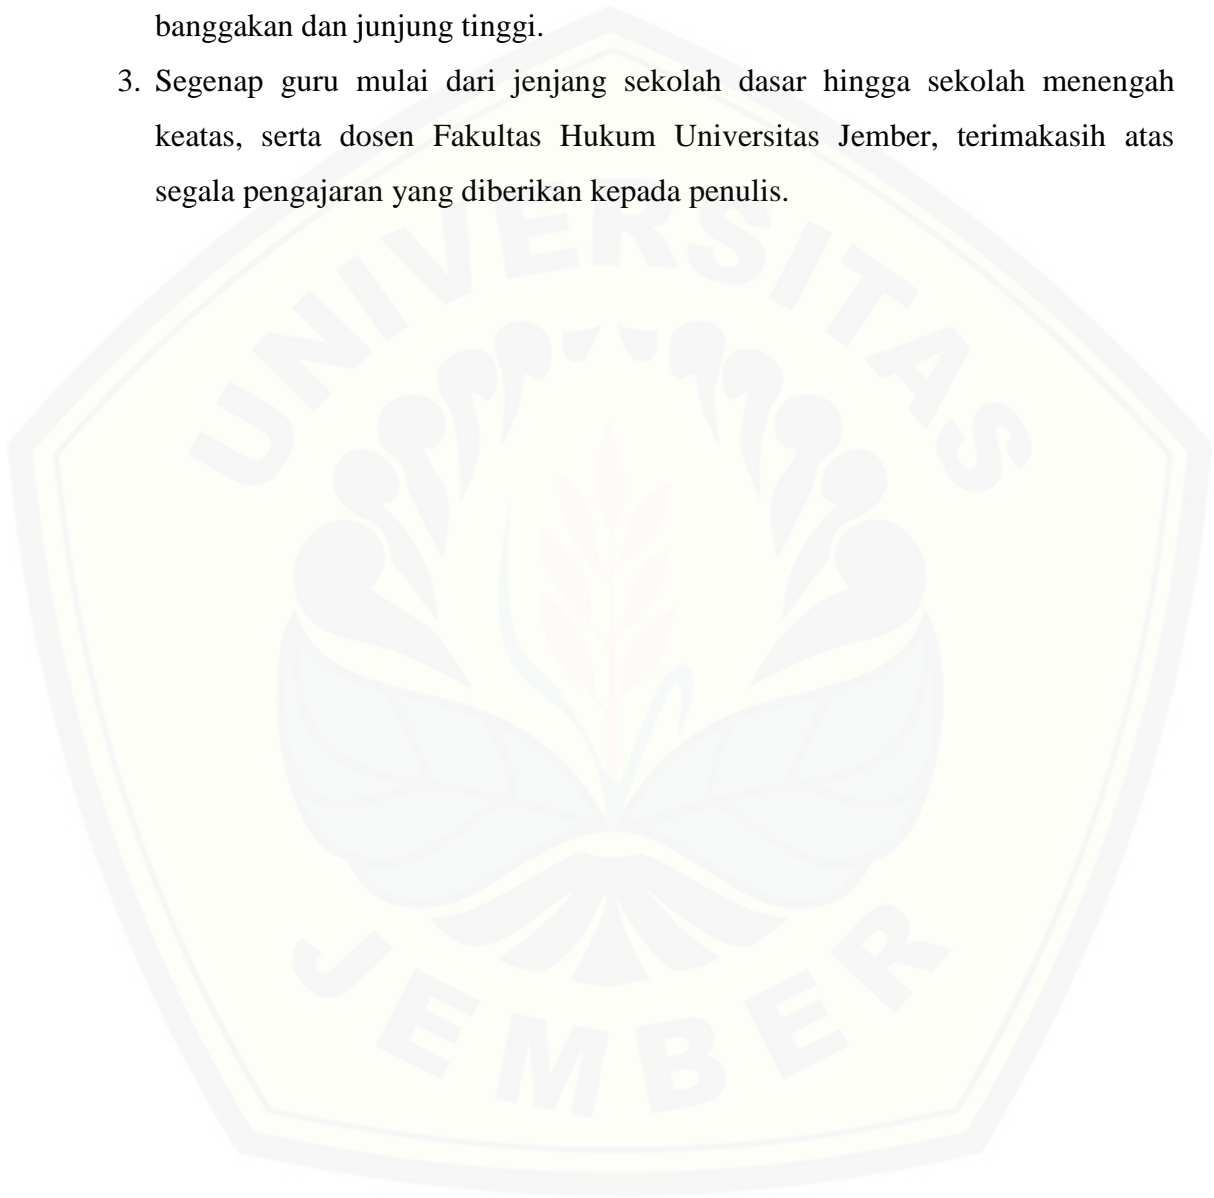 banggakan dan junjung tinggi.
3. Segenap guru mulai dari jenjang sekolah dasar hingga sekolah menengah
keatas, serta dosen Fakultas Hukum Universitas Jember, terimakasih atas
segala pengajaran yang diberikan kepada penulis.
UNIVERSITAS
JEMBER